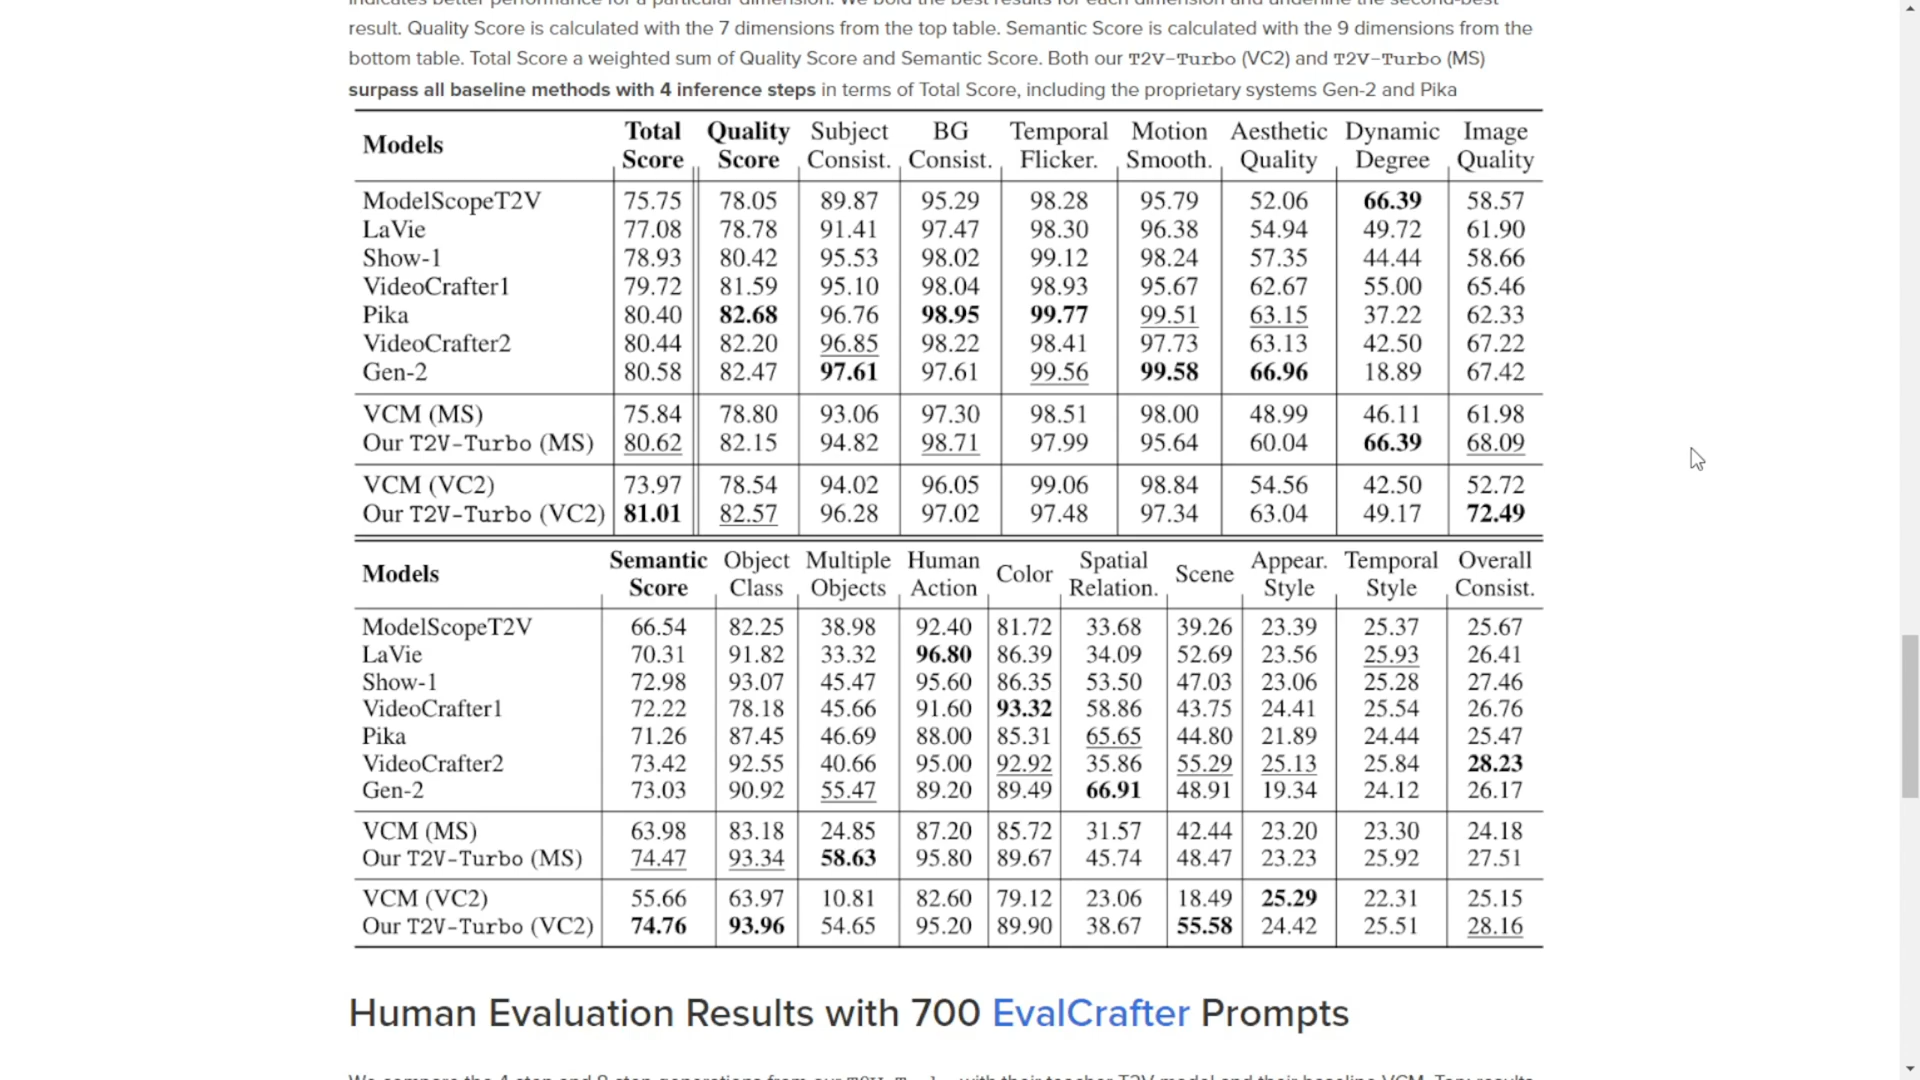 result. Quality Score is calculated with the 7 dimensions from the top table. Semantic Score is calculated with the 9 dimensions from the
bottom table. Total Score a weighted sum of Quality Score and Semantic Score. Both our T2V-Turbo (VC2) and T2V-Turbo (MS)
surpass all baseline methods with 4 inference steps in terms of Total Score, including the proprietary systems Gen-2 and Pika
Models Total Score Quality Score Subject Consist. BG Consist. Temporal Flicker. Motion Smooth. Aesthetic Quality Dynamic Degree Image Quality
ModelScopeT2V 75.75 78.05 89.87 95.29 98.28 95.79 52.06 66.39 58.57
LaVie 77.08 78.78 91.41 97.47 98.30 96.38 54.94 49.72 61.90
Show-1 78.93 80.42 95.53 98.02 99.12 98.24 57.35 44.44 58.66
VideoCrafter1 79.72 81.59 95.10 98.04 98.93 95.67 62.67 55.00 65.46
Pika 80.40 82.68 96.76 98.95 99.77 99.51 63.15 37.22 62.33
VideoCrafter2 80.44 82.20 96.85 98.22 98.41 97.73 63.13 42.50 67.22
Gen-2 80.58 82.47 97.61 97.61 99.56 99.58 66.96 18.89 67.42
VCM (MS) 75.84 78.80 93.06 97.30 98.51 98.00 48.99 46.11 61.98
Our T2V-Turbo (MS) 80.62 82.15 94.82 98.71 97.99 95.64 60.04 66.39 68.09
VCM (VC2) 73.97 78.54 94.02 96.05 99.06 98.84 54.56 42.50 52.72
Our T2V-Turbo (VC2) 81.01 82.57 96.28 97.02 97.48 97.34 63.04 49.17 72.49
Models Semantic Score Object Class Multiple Objects Human Action Color Spatial Relation. Scene Appear. Style Temporal Style Overall Consist.
ModelScopeT2V 66.54 82.25 38.98 92.40 81.72 33.68 39.26 23.39 25.37 25.67
LaVie 70.31 91.82 33.32 96.80 86.39 34.09 52.69 23.56 25.93 26.41
Show-1 72.98 93.07 45.47 95.60 86.35 53.50 47.03 23.06 25.28 27.46
VideoCrafter1 72.22 78.18 45.66 91.60 93.32 58.86 43.75 24.41 25.54 26.76
Pika 71.26 87.45 46.69 88.00 85.31 65.65 44.80 21.89 24.44 25.47
VideoCrafter2 73.42 92.55 40.66 95.00 92.92 35.86 55.29 25.13 25.84 28.23
Gen-2 73.03 90.92 55.47 89.20 89.49 66.91 48.91 19.34 24.12 26.17
VCM (MS) 63.98 83.18 24.85 87.20 85.72 31.57 42.44 23.20 23.30 24.18
Our T2V-Turbo (MS) 74.47 93.34 58.63 95.80 89.67 45.74 48.47 23.23 25.92 27.51
VCM (VC2) 55.66 63.97 10.81 82.60 79.12 23.06 18.49 25.29 22.31 25.15
Our T2V-Turbo (VC2) 74.76 93.96 54.65 95.20 89.90 38.67 55.58 24.42 25.51 28.16
Human Evaluation Results with 700 EvalCrafter Prompts